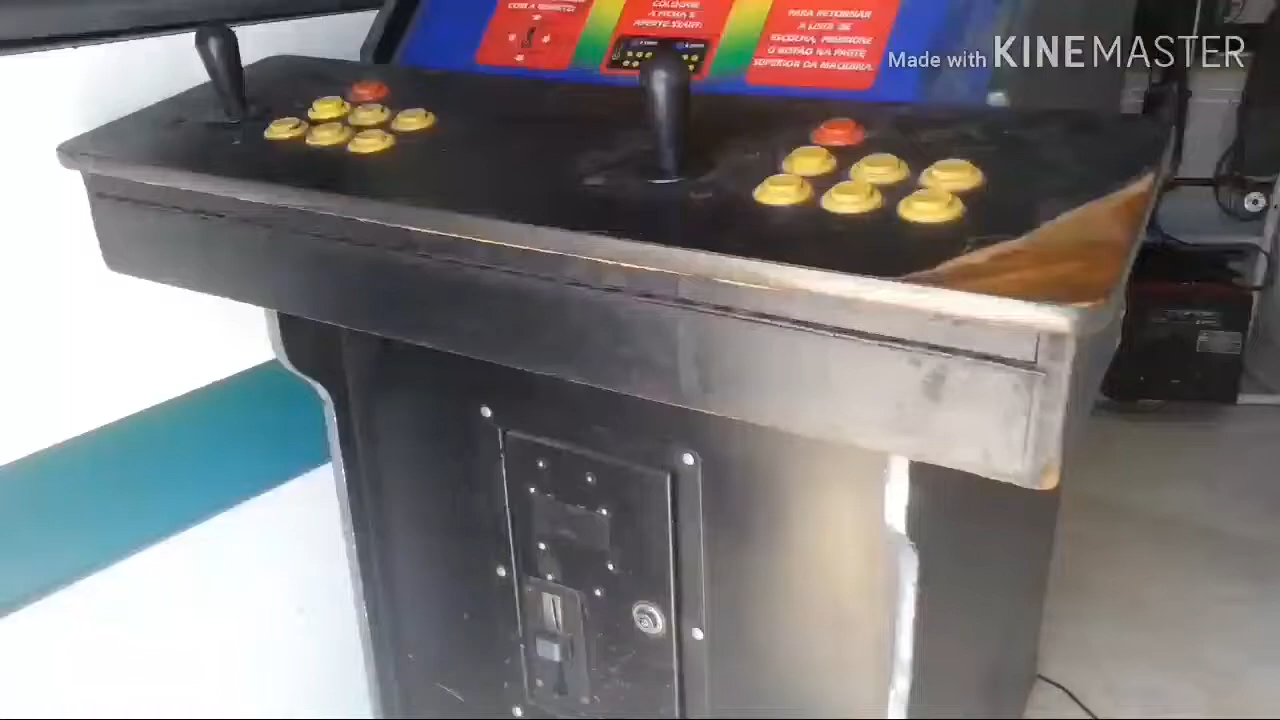 COM A
COLOQUE
A FICHA E
APERTE START.
PARA RETORNAR
A LISTA DE
ESCOLHA, PRESSIONE
O BOTÃO NA PARTE
SUPERIOR DA MAQUINA.
Made with KINEMASTER